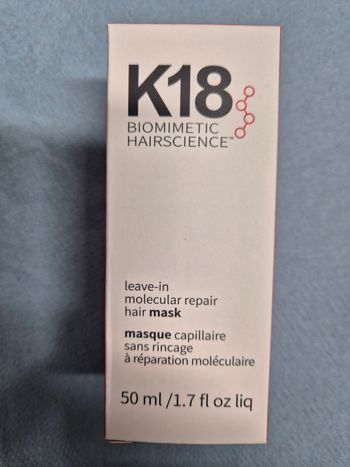 K18
BIOMIMETIC
HAIRSCIENCE™
leave-in
molecular repair
hair mask
masque capillaire
sans rincage
à réparation moléculaire
50 ml /1.7 fl oz liq